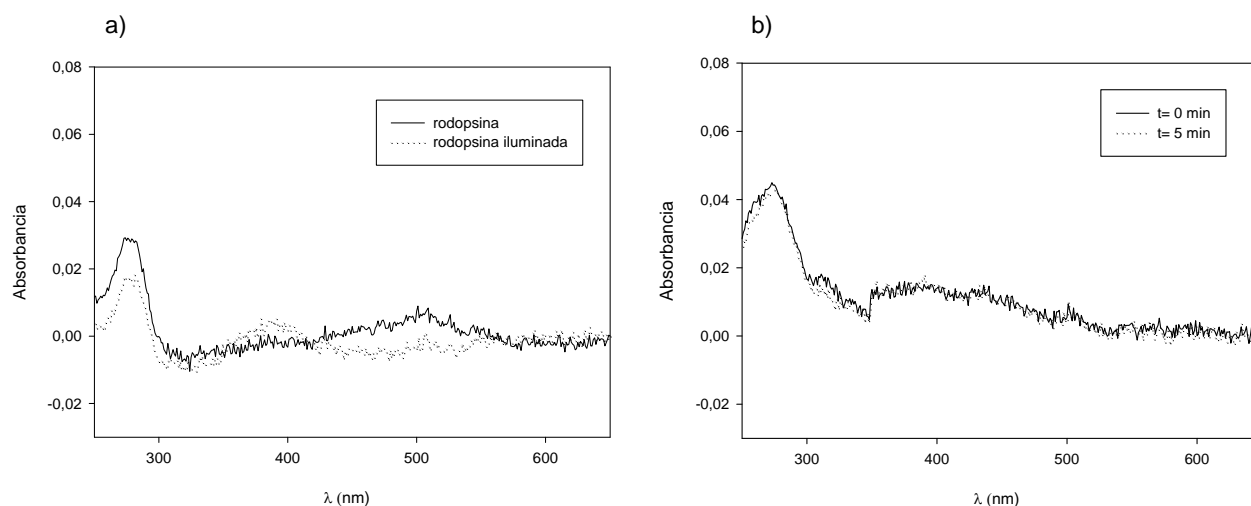 a)
0,08
0,06
0,04
0,02
0,00
-0,02
Absorbancia
rodopsina
rodopsina iluminada
300
400
500
600
λ (nm)
b)
0,08
0,06
0,04
0,02
0,00
-0,02
Absorbancia
t= 0 min
t= 5 min
300
400
500
600
λ (nm)